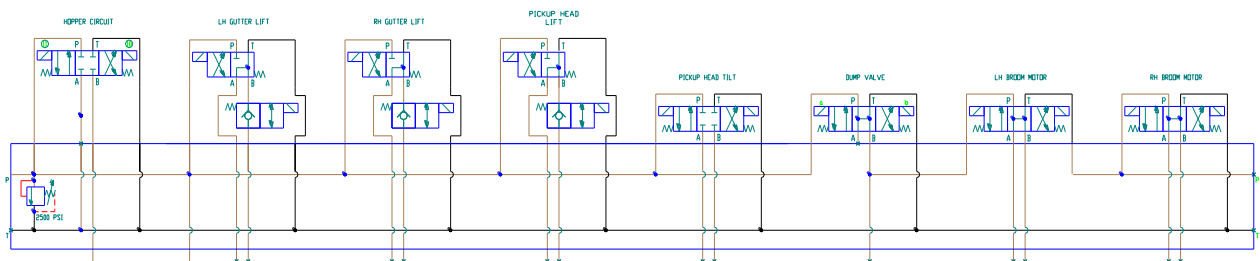 HOPPER CIRCUIT
LH GUTTER LIFT
RH GUTTER LIFT
PICKUP HEAD
LIFT
PICKUP HEAD TILT
DUMP VALVE
LH BROOM MOTOR
RH BROOM MOTOR
P T
A B
P T
A B
P T
A B
P T
A B
P T
A B
a P T b
A B
P T
A B
P T
A B
P
P
2500 PSI
T
T